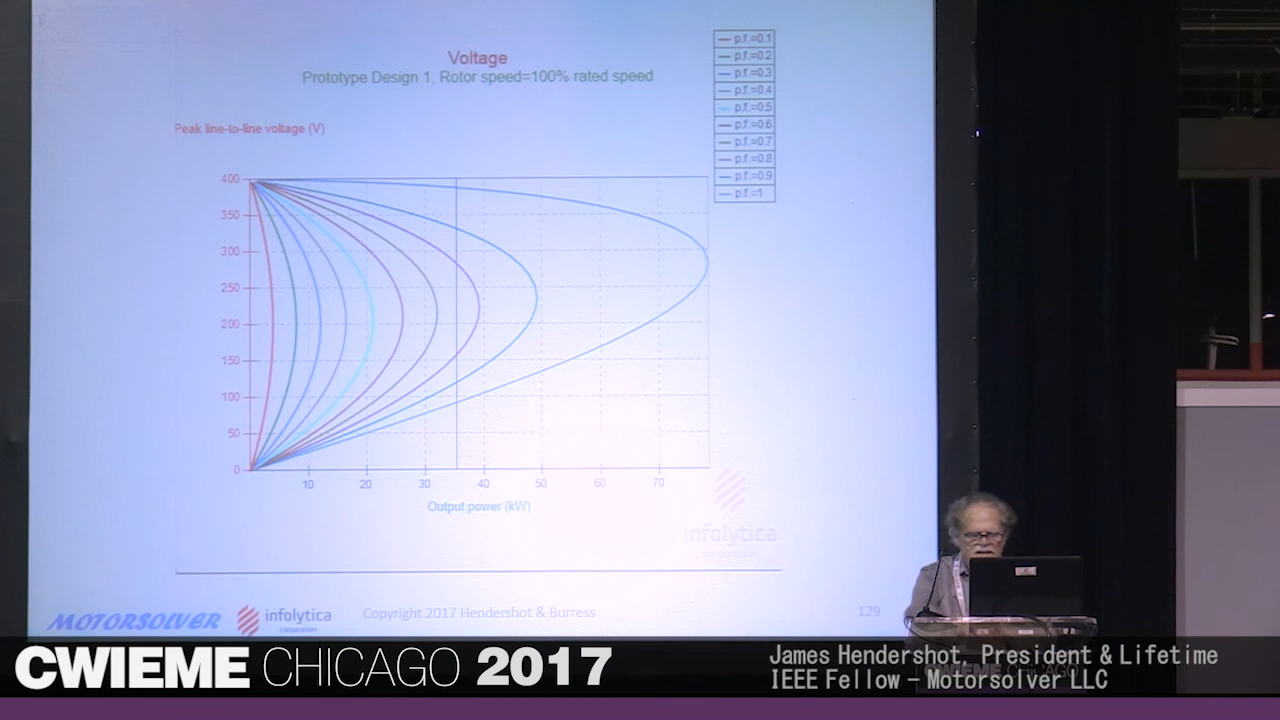 Voltage
Prototype Design 1, Rotor speed=100% rated speed
Peak line-to-line voltage (V)
p.f.=0.1
p.f.=0.2
p.f.=0.3
p.f.=0.4
p.f.=0.5
p.f.=0.6
p.f.=0.7
p.f.=0.8
p.f.=0.9
p.f.=1
400
350
300
250
200
150
100
50
0
10 20 30 40 50 60 70
Output power (kW)
infolytica
corporation
MOTORSOLVER infolytica corporation Copyright 2017 Hendershot & Burress 129
CWIEME CHICAGO 2017
James Hendershot, President & Lifetime
IEEE Fellow - Motorsolver LLC